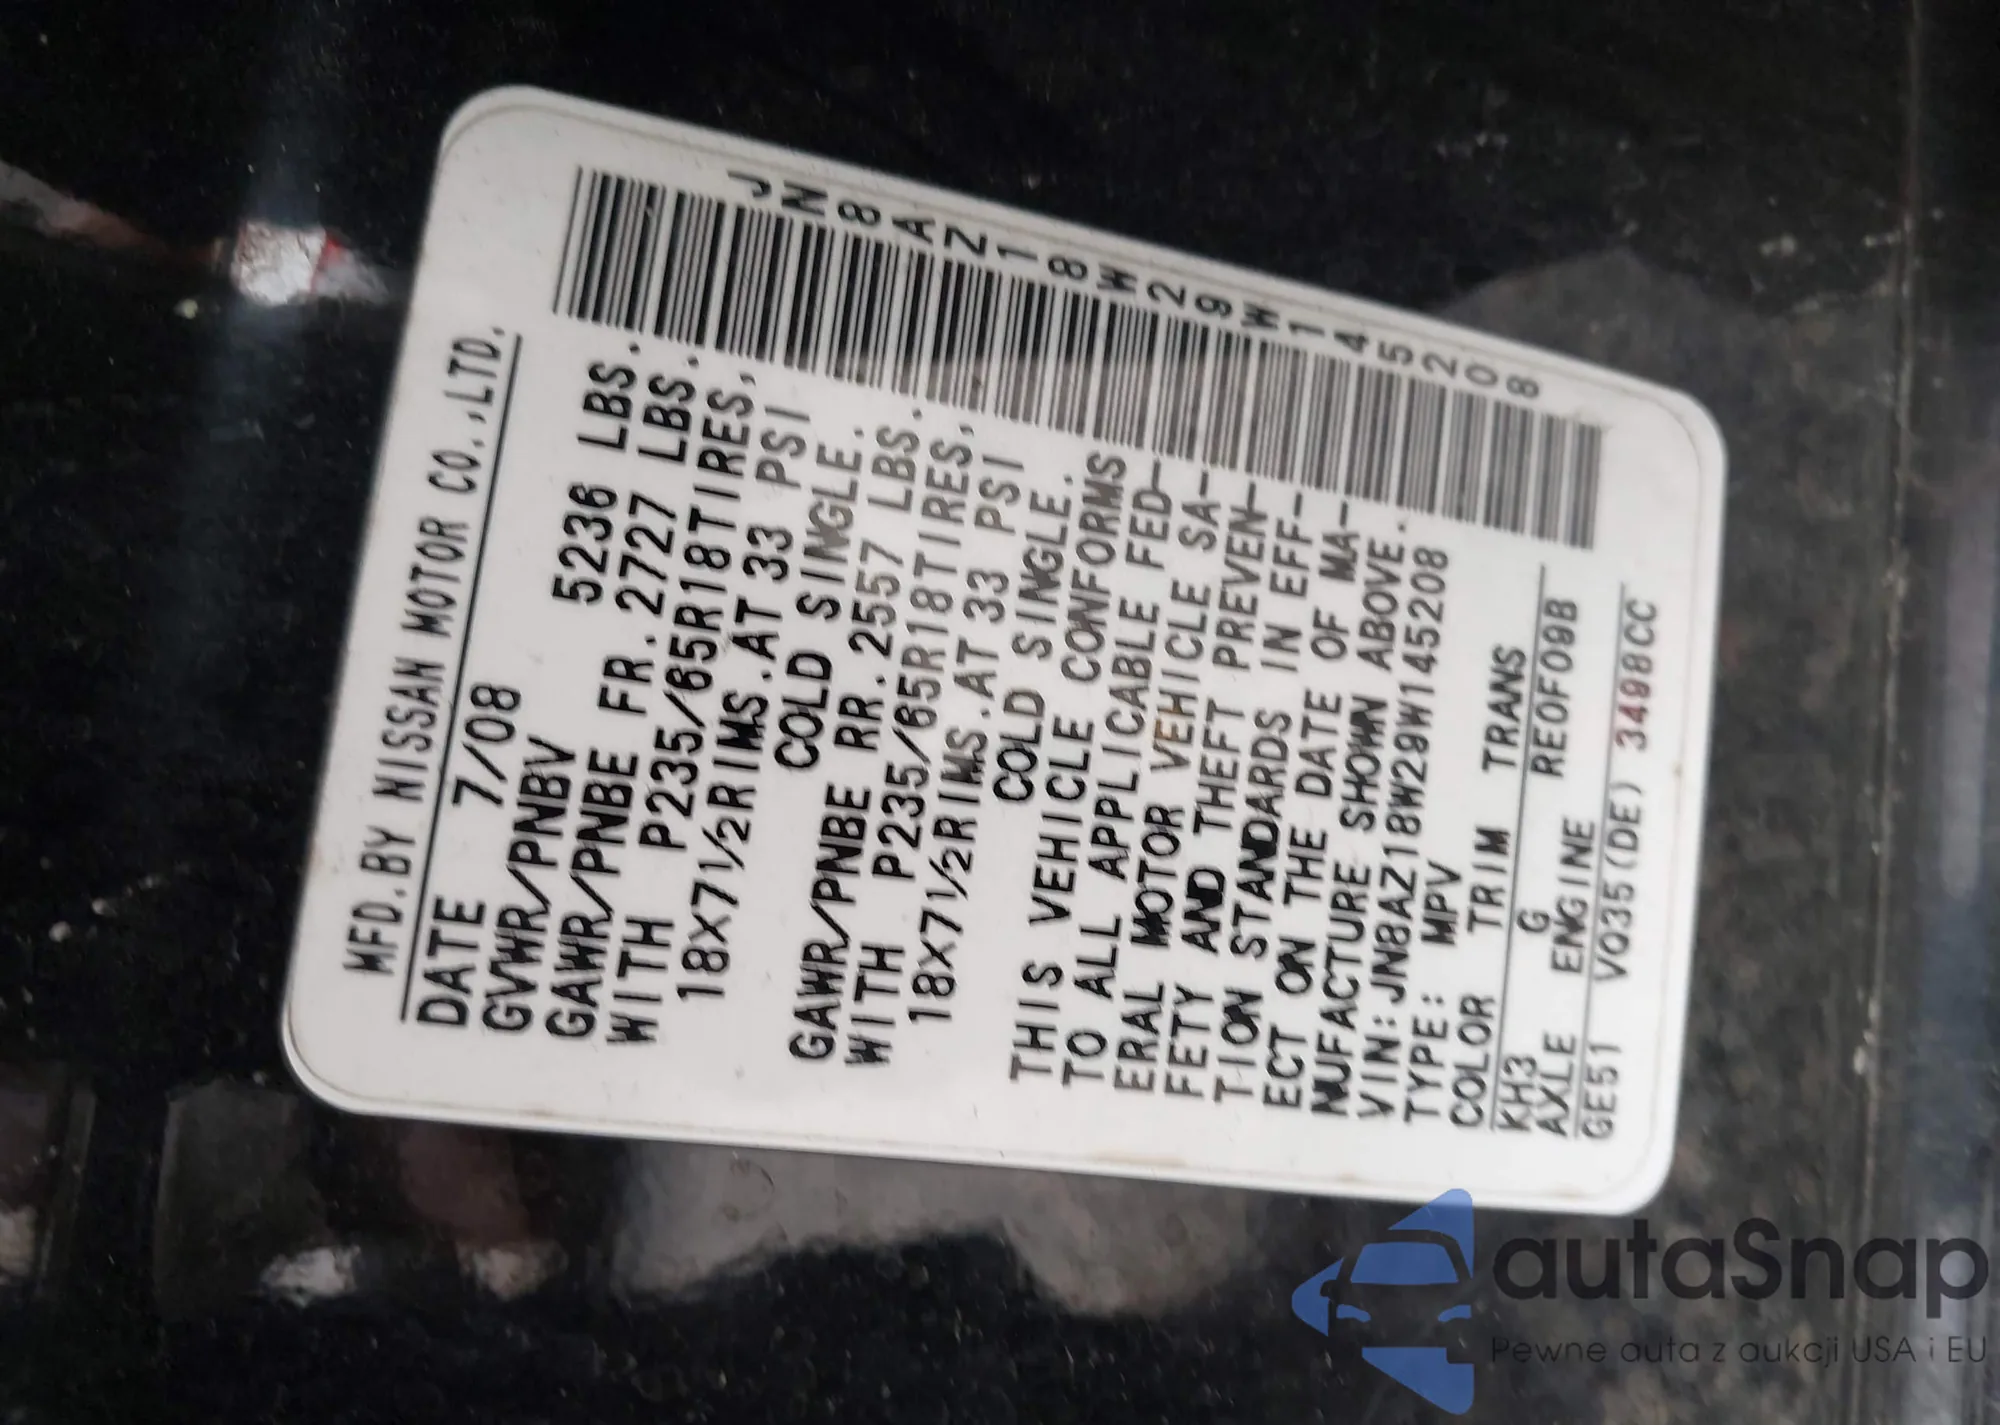 MFD.BY NISSAN MOTOR CO.,LTD.
DATE 7/08
GVWR/PNBV 5236 LBS.
GAWR/PNBE FR.2727 LBS.
WITH P235/65R18TIRES,
18X7½RIMS.AT 33 PSI
COLD SINGLE.
GAWR/PNBE RR.2557 LBS.
WITH P235/65R18TIRES,
18X7½RIMS.AT 33 PSI
COLD SINGLE.
THIS VEHICLE CONFORMS
TO ALL APPLICABLE FED-
ERAL MOTOR VEHICLE SA-
FETY AND THEFT PREVEN-
TION STANDARDS IN EFF-
ECT ON THE DATE OF MA-
NUFACTURE SHOWN ABOVE.
VIN:JN8AZ18W29W145208
TYPE: MPV
COLOR TRIM TRANS
KH3 G RE0F09B
AXLE ENGINE
GE51 VQ35(DE) 3498CC
JN8AZ18W29W145208
autaSnap
Pewne auta z aukcji USA i EU